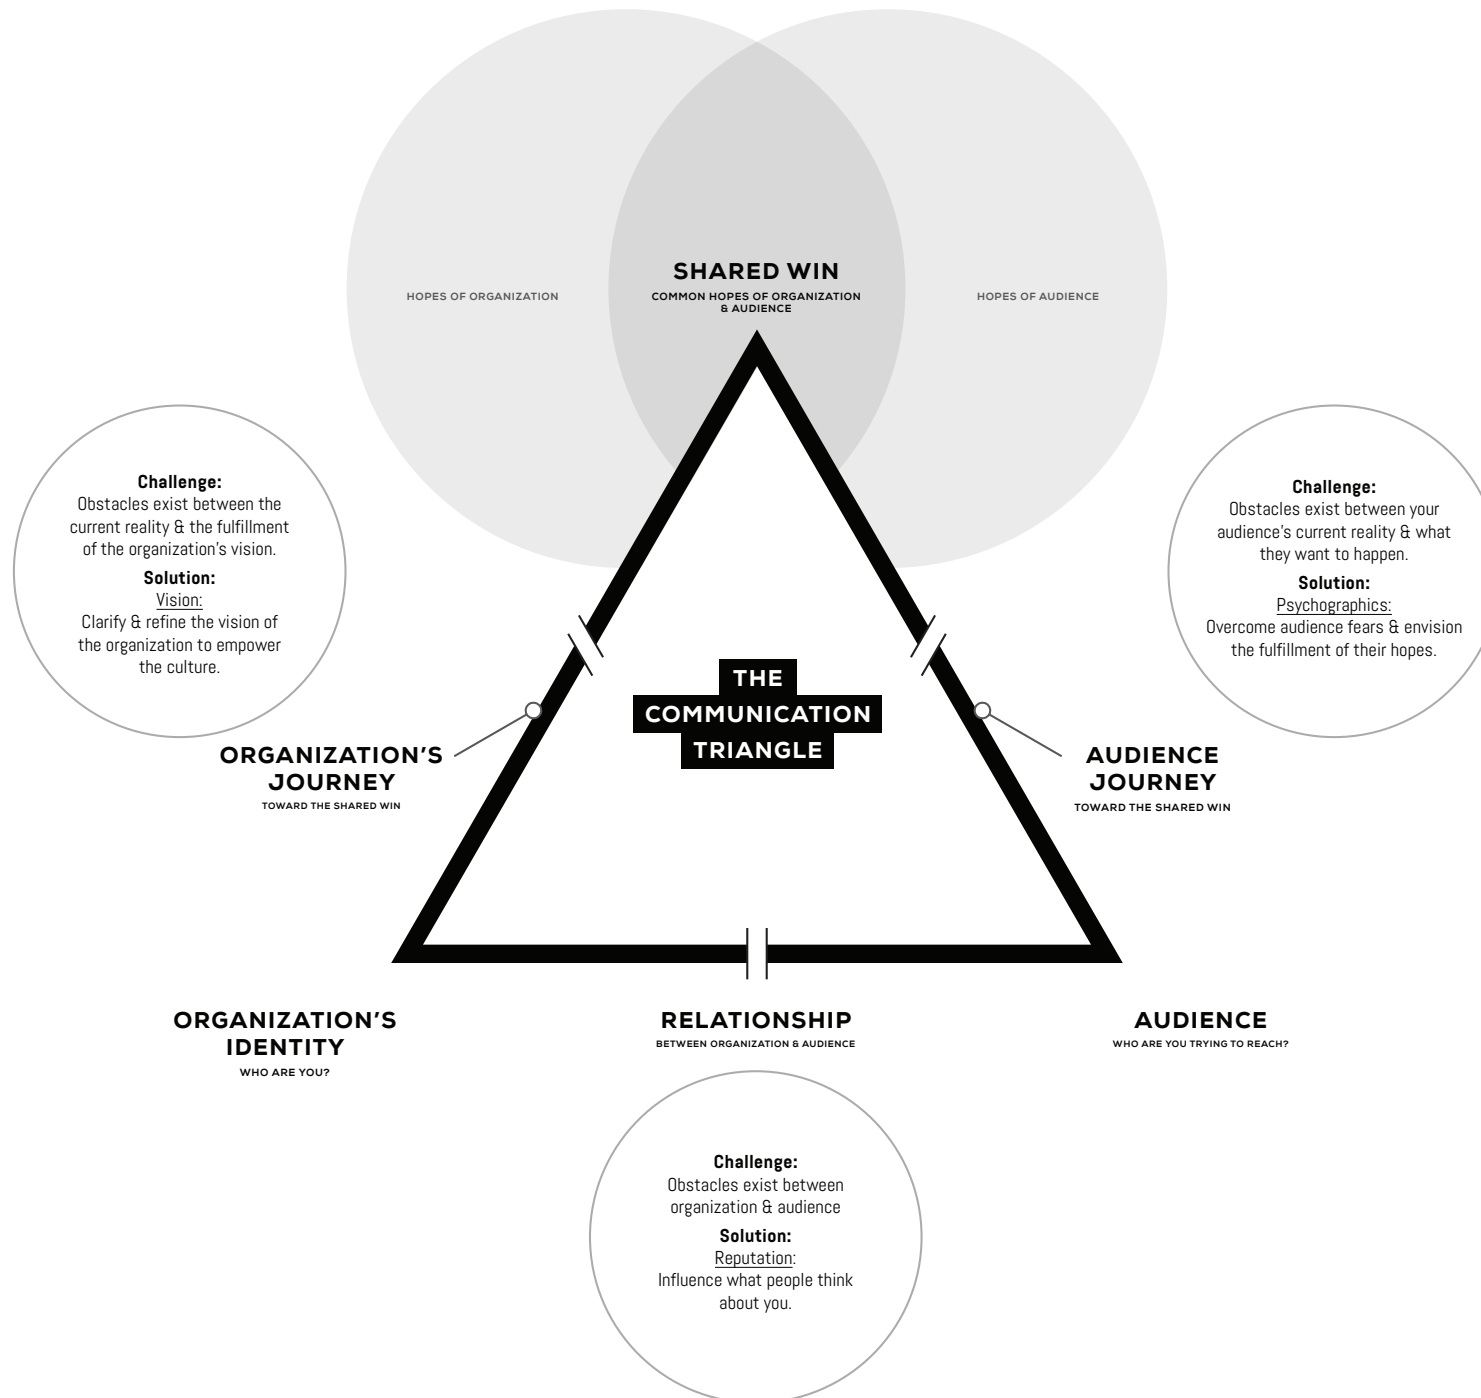 SHARED WIN
HOPES OF ORGANIZATION
COMMON HOPES OF ORGANIZATION
& AUDIENCE
HOPES OF AUDIENCE
Challenge:
Obstacles exist between the
current reality & the fulfillment
of the organization's vision.
Solution:
Vision:
Clarify & refine the vision of
the organization to empower
the culture.
Challenge:
Obstacles exist between your
audience's current reality & what
they want to happen.
Solution:
Psychographics:
Overcome audience fears & envision
the fulfillment of their hopes.
THE
COMMUNICATION
TRIANGLE
ORGANIZATION'S
JOURNEY
TOWARD THE SHARED WIN
AUDIENCE
JOURNEY
TOWARD THE SHARED WIN
ORGANIZATION'S
IDENTITY
WHO ARE YOU?
RELATIONSHIP
BETWEEN ORGANIZATION & AUDIENCE
AUDIENCE
WHO ARE YOU TRYING TO REACH?
Challenge:
Obstacles exist between
organization & audience
Solution:
Reputation:
Influence what people think
about you.